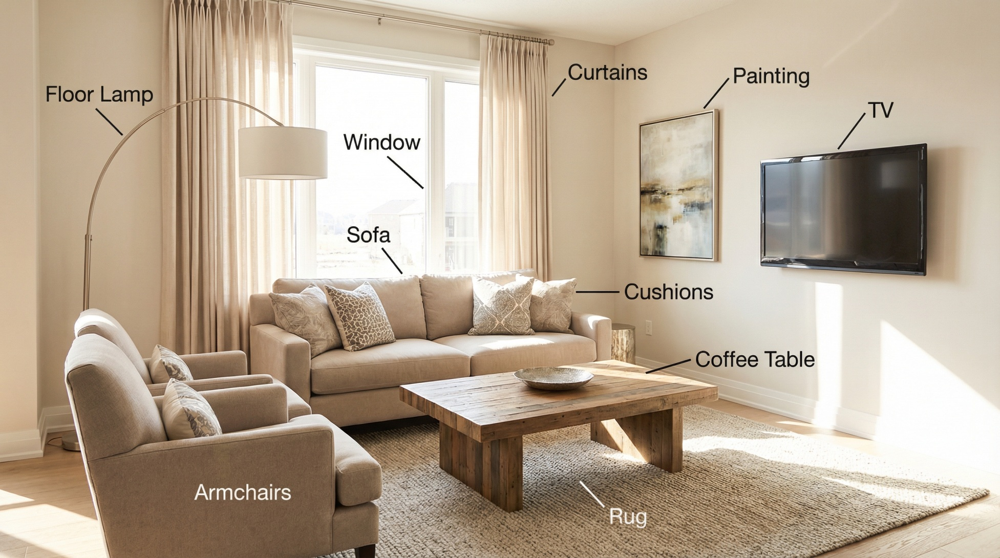 Curtains
Painting
Floor Lamp
TV
Window
Sofa
Cushions
Coffee Table
Armchairs
Rug